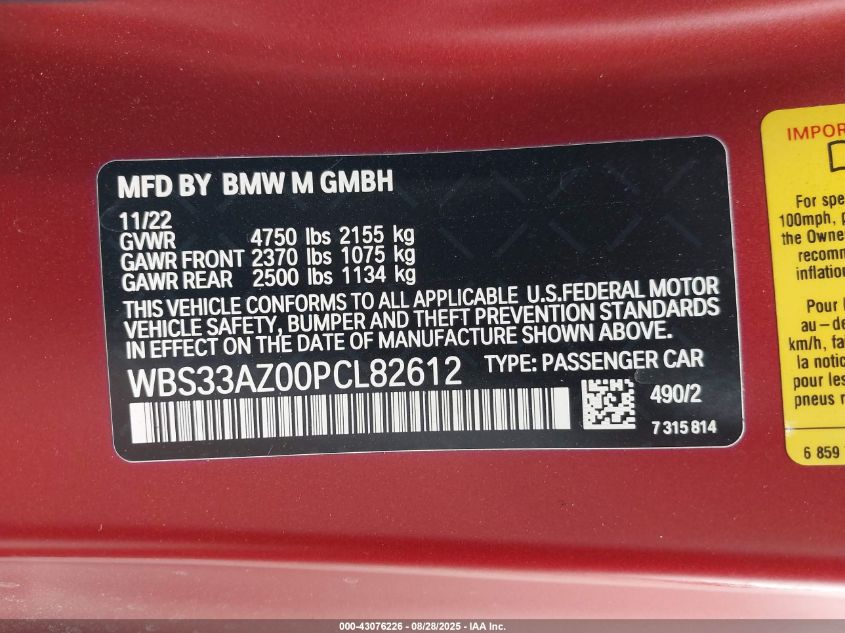 MFD BY BMW M GMBH
11/22
GVWR 4750 lbs 2155 kg
GAWR FRONT 2370 lbs 1075 kg
GAWR REAR 2500 lbs 1134 kg
THIS VEHICLE CONFORMS TO ALL APPLICABLE U.S.FEDERAL MOTOR
VEHICLE SAFETY, BUMPER AND THEFT PREVENTION STANDARDS
IN EFFECT ON THE DATE OF MANUFACTURE SHOWN ABOVE.
WBS33AZ00PCL82612 TYPE: PASSENGER CAR
490/2
7 315 814
For
100mph,
the Owne
recomm
inflation
Pour
au-de
km/h,
la notic
pour les
pneus
6 859
000-43076226 - 08/28/2025 - IAA Inc.